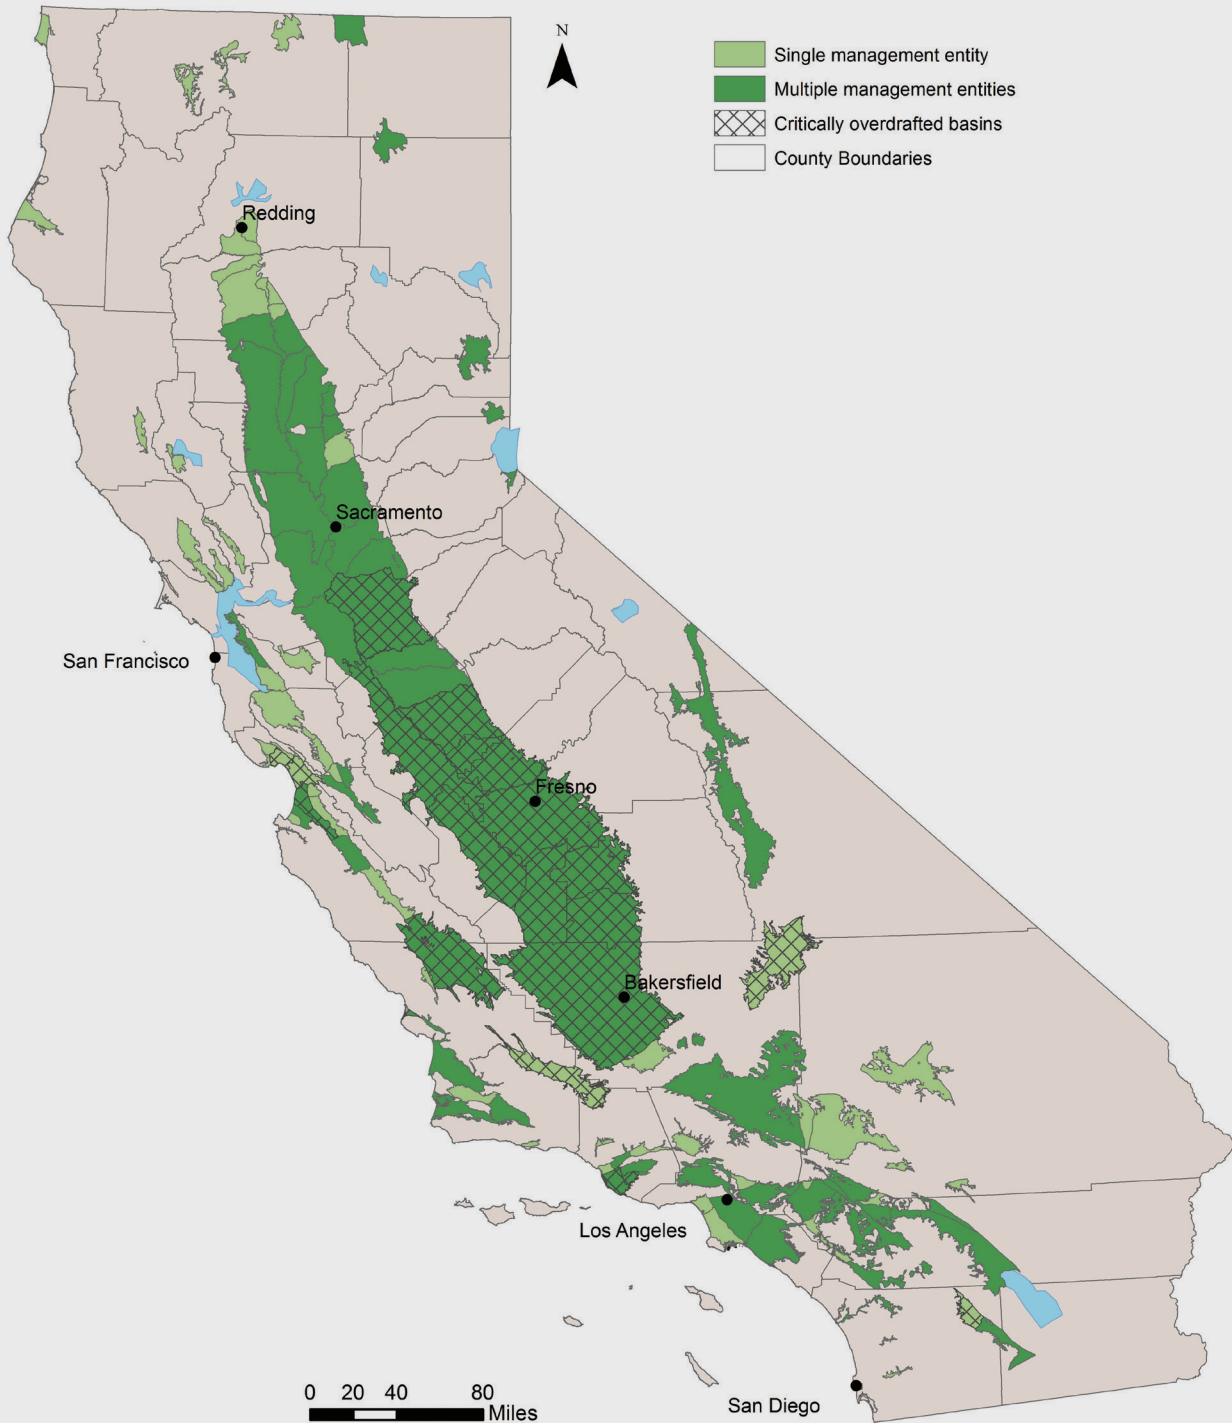 N
Single management entity
Multiple management entities
Critically overdrafted basins
County Boundaries
Redding
Sacramento
San Francisco
Fresno
Bakersfield
Los Angeles
San Diego
0 20 40 80
Miles